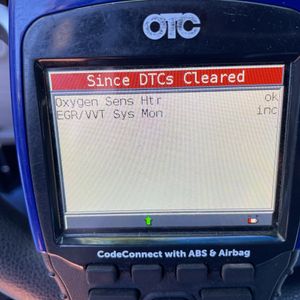 OTC
Since DTCs Cleared
Oxygen Sens Htr ok
EGR/VVT Sys Mon inc
CodeConnect with ABS & Airbag